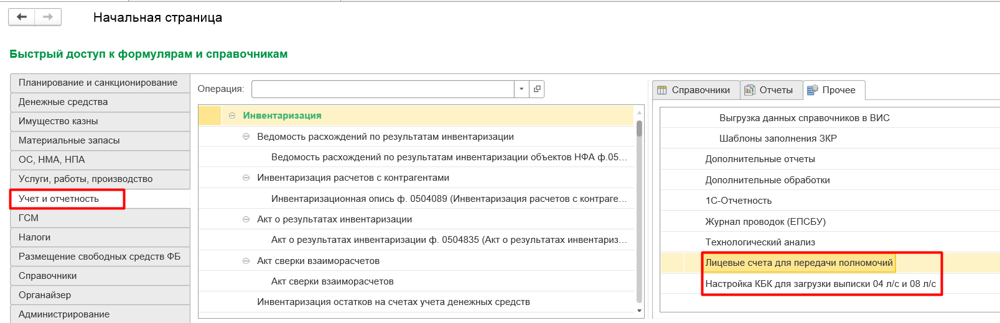 Начальная страница
Быстрый доступ к формулярам и справочникам
Планирование и санкционирование
Денежные средства
Имущество казны
Материальные запасы
ОС, НМА, НПА
Услуги, работы, производство
Учет и отчетность
ГСМ
Налоги
Размещение свободных средств ФБ
Справочники
Органайзер
Администрирование
Операция:
Инвентаризация
Ведомость расхождений по результатам инвентаризации
Ведомость расхождений по результатам инвентаризации объектов НФА ф.05...
Инвентаризация расчетов с контрагентами
Инвентаризационная опись ф. 0504089 (Инвентаризация расчетов с контраге...
Акт о результатах инвентаризации
Акт о результатах инвентаризации ф. 0504835 (Акт о результатах инвентариз...
Акт сверки взаиморасчетов
Акт сверки взаиморасчетов
Инвентаризация остатков на счетах учета денежных средств
Справочники
Отчеты
Прочее
Выгрузка данных справочников в ВИС
Шаблоны заполнения ЗКР
Дополнительные отчеты
Дополнительные обработки
1С-Отчетность
Журнал проводок (ЕПСБУ)
Технологический анализ
Лицевые счета для передачи полномочий
Настройка КБК для загрузки выписки 04 л/с и 08 л/с